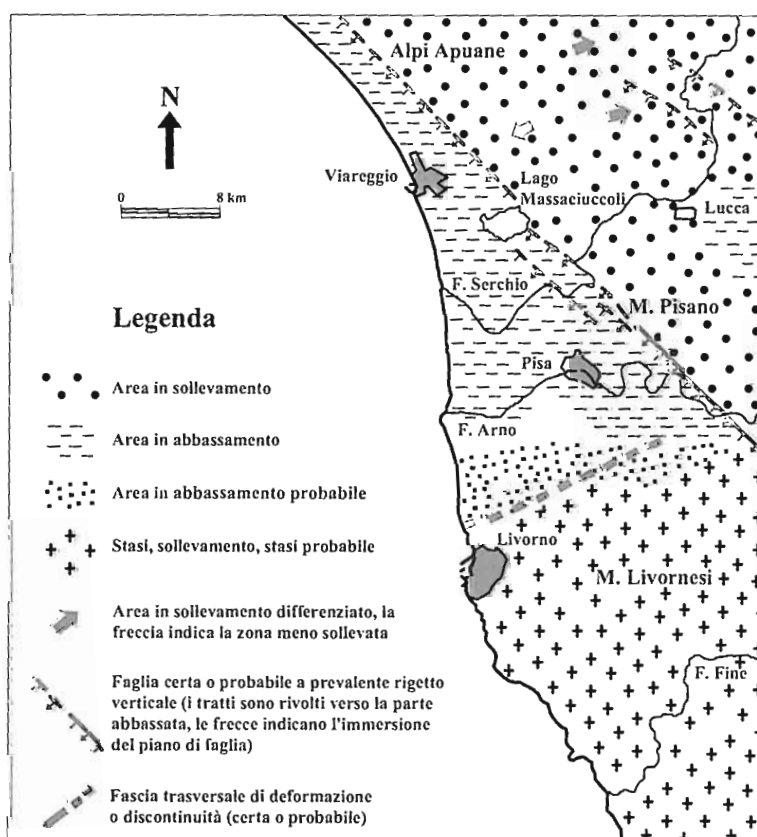 Alpi Apuane
N
Viareggio
Lago
Massaciuccoli
Lucca
0 8 km
F. Serchio
M. Pisano
Pisa
F. Arno
Livorno
M. Livornesi
F. Fine
Legenda
Area in sollevamento
Area in abbassamento
Area in abbassamento probabile
Stasi, sollevamento, stasi probabile
Area in sollevamento differenziato, la
freccia indica la zona meno sollevata
Faglia certa o probabile a prevalente rigetto
verticale (i tratti sono rivolti verso la parte
abbassata, le frecce indicano l'immersione
del piano di faglia)
Fascia trasversale di deformazione
o discontinuità (certa o probabile)